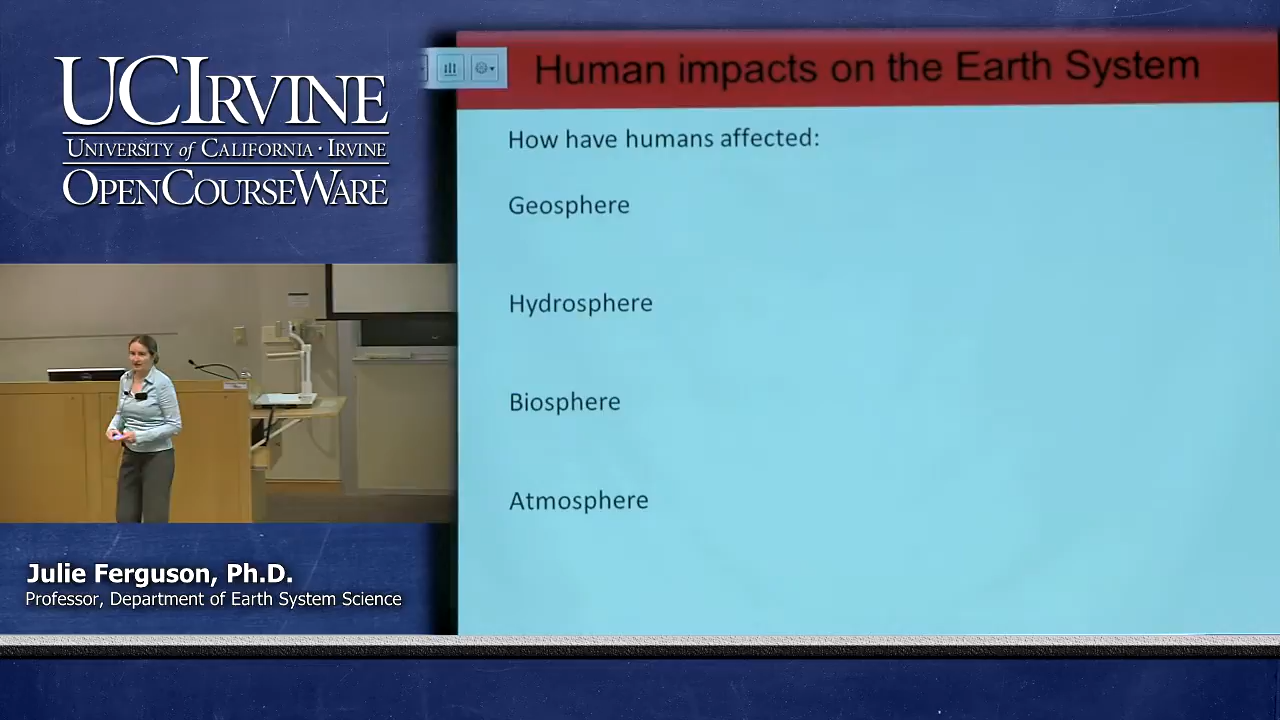 UCIRVINE
UNIVERSITY of CALIFORNIA · IRVINE
OPENCOURSEWARE
Human impacts on the Earth System
How have humans affected:
Geosphere
Hydrosphere
Biosphere
Atmosphere
Julie Ferguson, Ph.D.
Professor, Department of Earth System Science